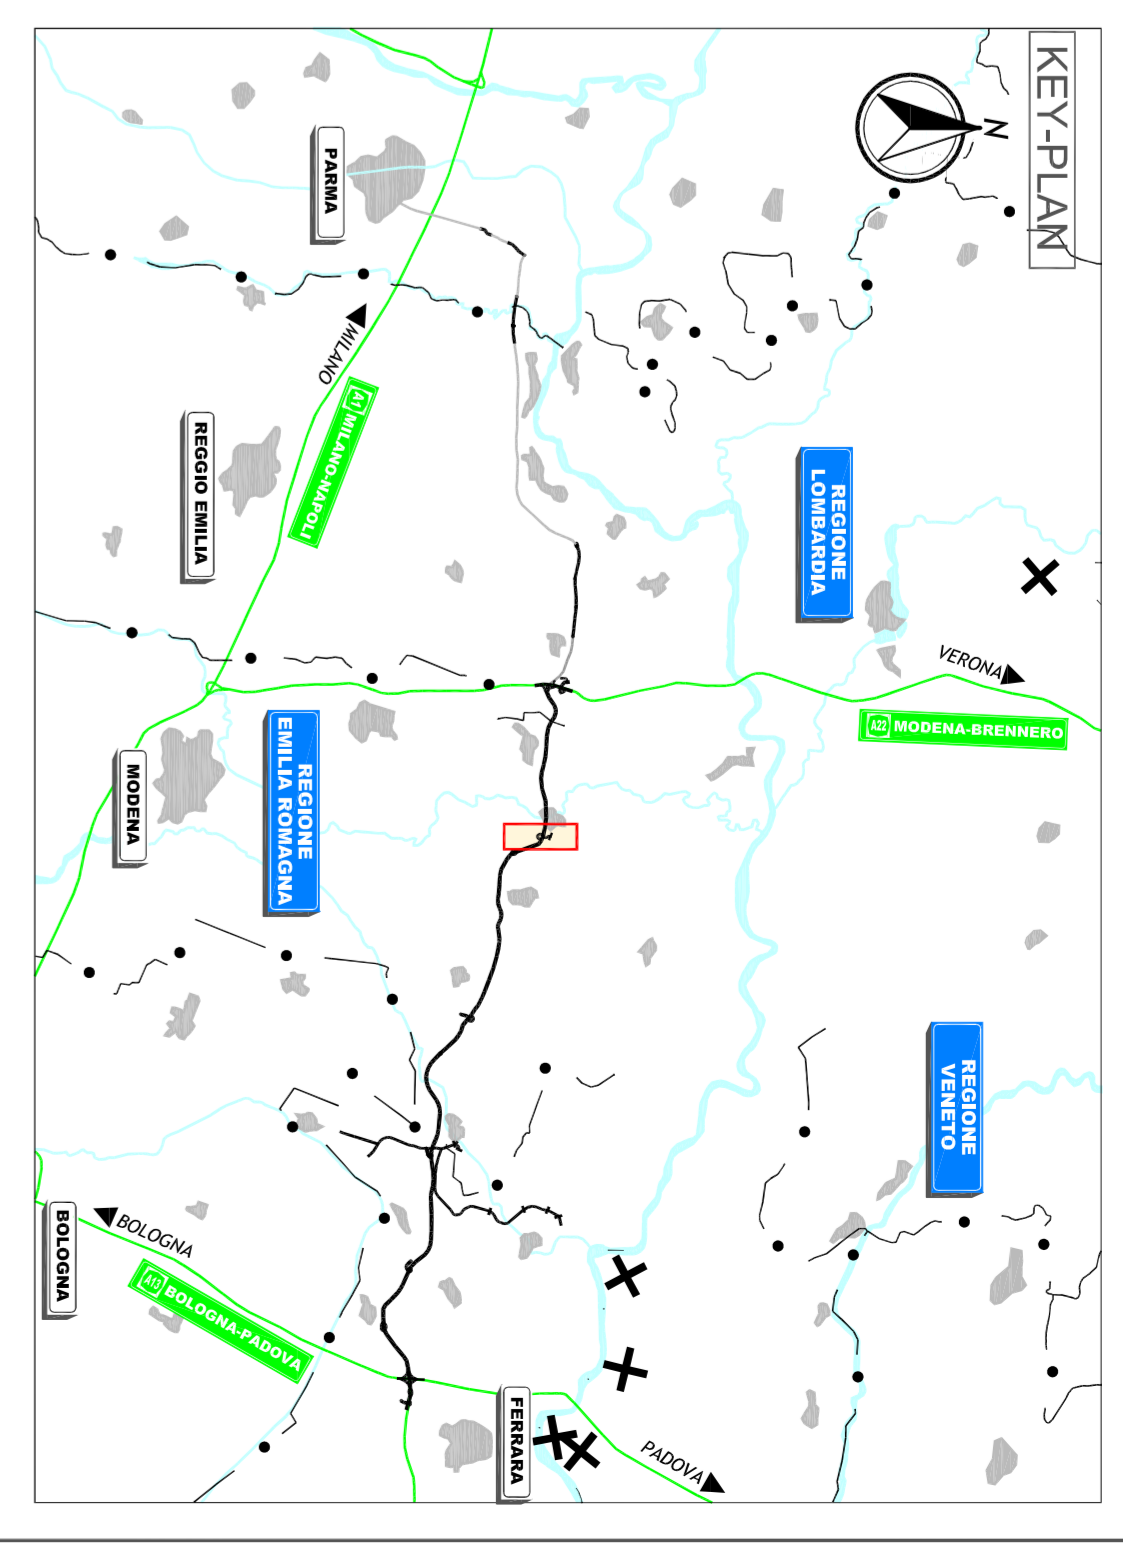 KEY-PLAN
N
PARMA
MILANO
A1 MILANO-NAPOLI
REGGIO EMILIA
REGIONE
LOMBARDIA
VERONA
A22 MODENA-BRENNERO
REGIONE
EMILIA ROMAGNA
MODENA
REGIONE
VENETO
BOLOGNA
BOLOGNA
A13 BOLOGNA-PADOVA
FERRARA
PADOVA